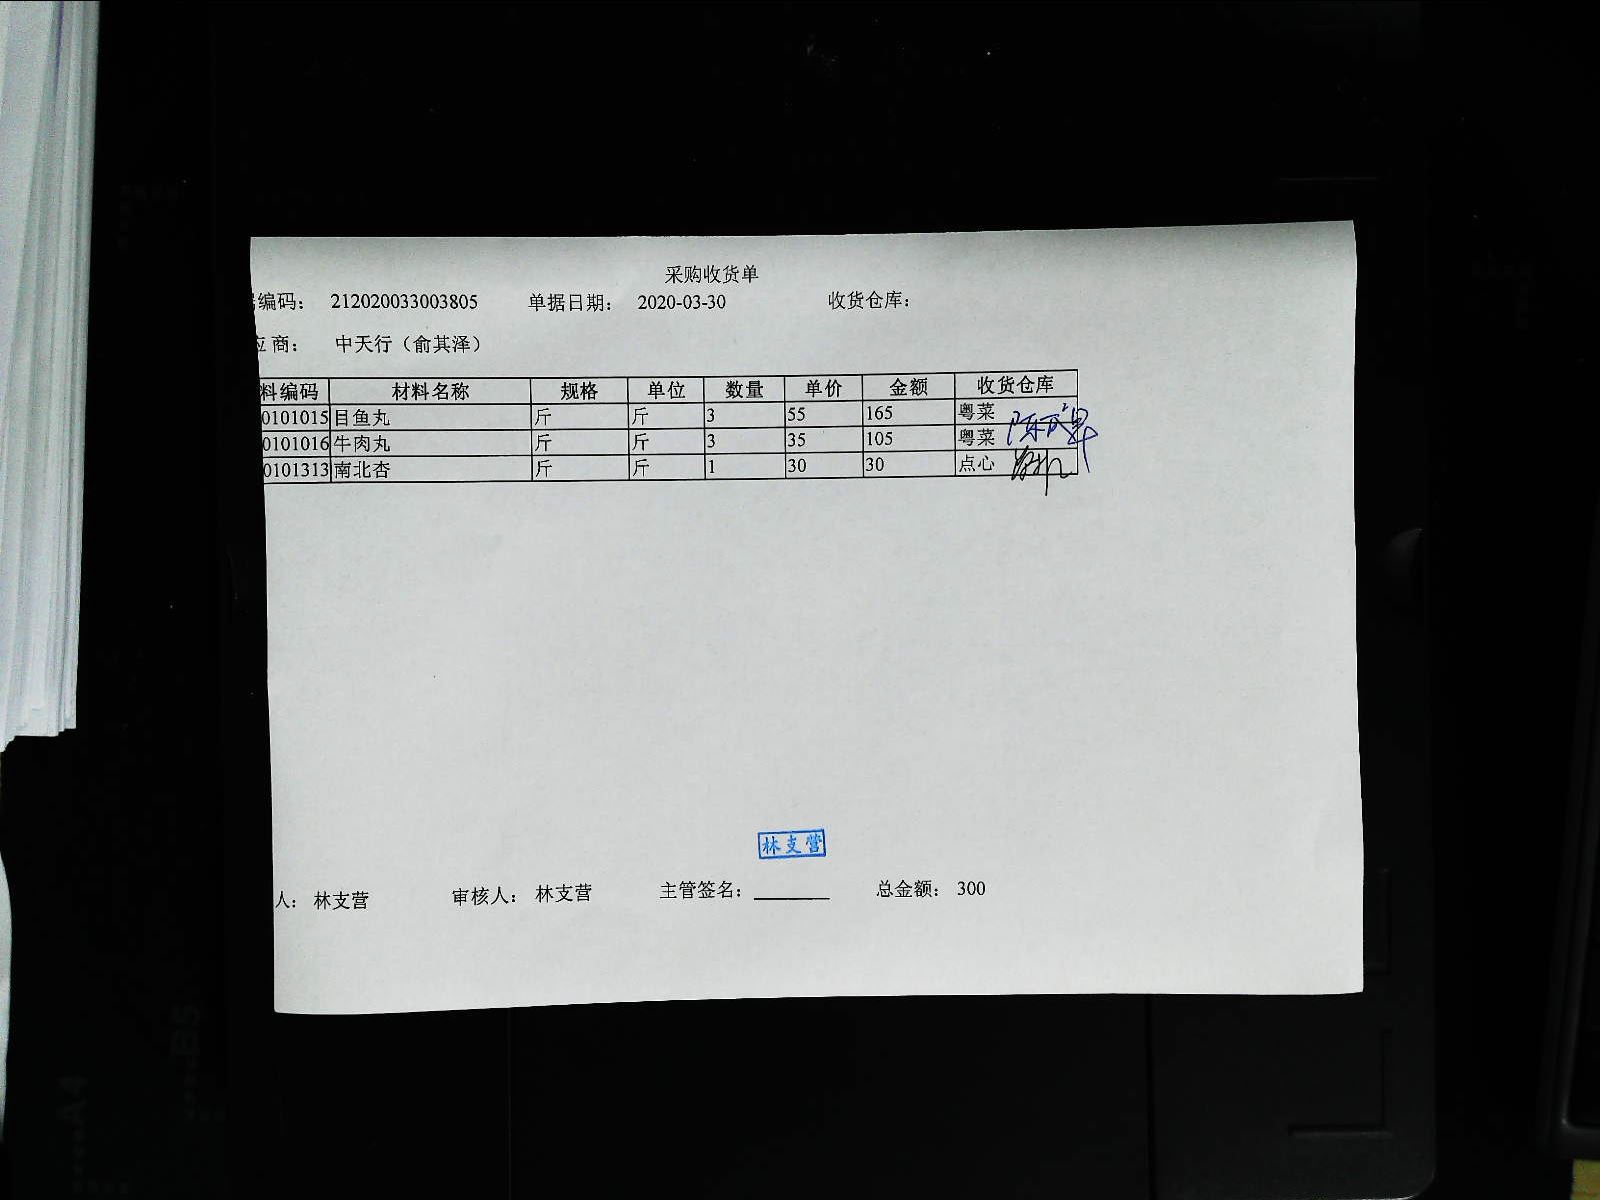 采购收货单
编码: 212020033003805 单据日期: 2020-03-30 收货仓库:
应商: 中天行（俞其泽）
料编码 材料名称 规格 单位 数量 单价 金额 收货仓库
0101015 目鱼丸 斤 斤 3 55 165 粤菜
0101016 牛肉丸 斤 斤 3 35 105 粤菜
0101313 南北杏 斤 斤 1 30 30 点心
林支营
人: 林支营 审核人: 林支营 主管签名: 总金额: 300
A4
B5